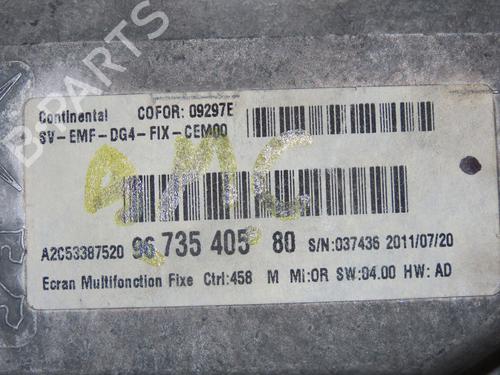 B-PARTS
Continental COFOR: 09297E
SV-EMF-DG4-FIX-CEM00
AMC
A2C53387520 96 735 405 80 S/N:037436 2011/07/20
Ecran Multifonction Fixe Ctrl:458 M Mi:OR SW:04.00 HW: AD